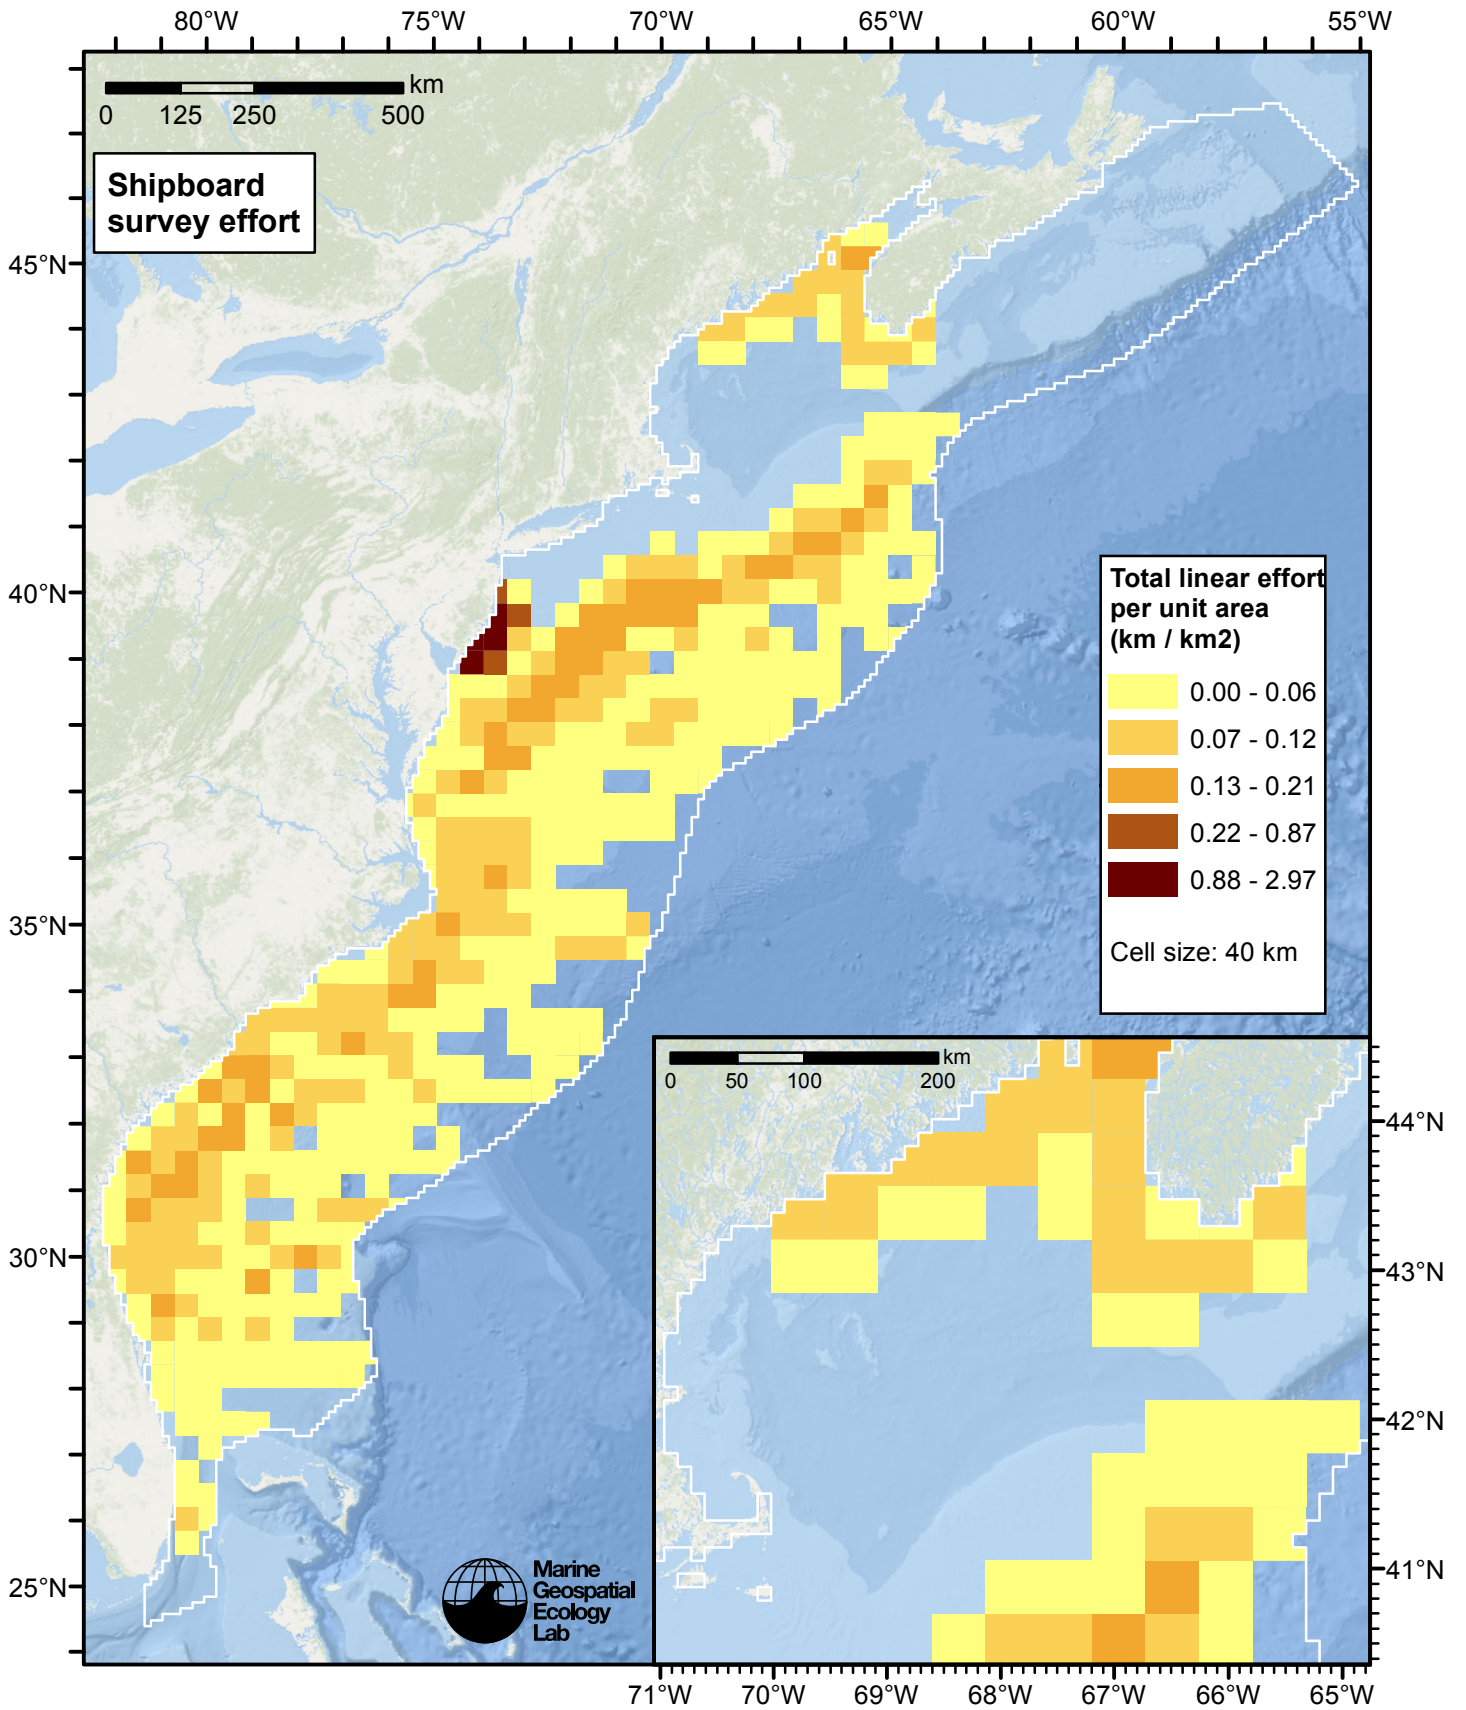 80°W 75°W 70°W 65°W 60°W 55°W
km
0 125 250 500
Shipboard
survey effort
45°N
40°N
35°N
30°N
25°N
Total linear effort
per unit area
(km / km2)
0.00 - 0.06
0.07 - 0.12
0.13 - 0.21
0.22 - 0.87
0.88 - 2.97
Cell size: 40 km
km
0 50 100 200
44°N
43°N
42°N
41°N
Marine
Geospatial
Ecology
Lab
71°W 70°W 69°W 68°W 67°W 66°W 65°W